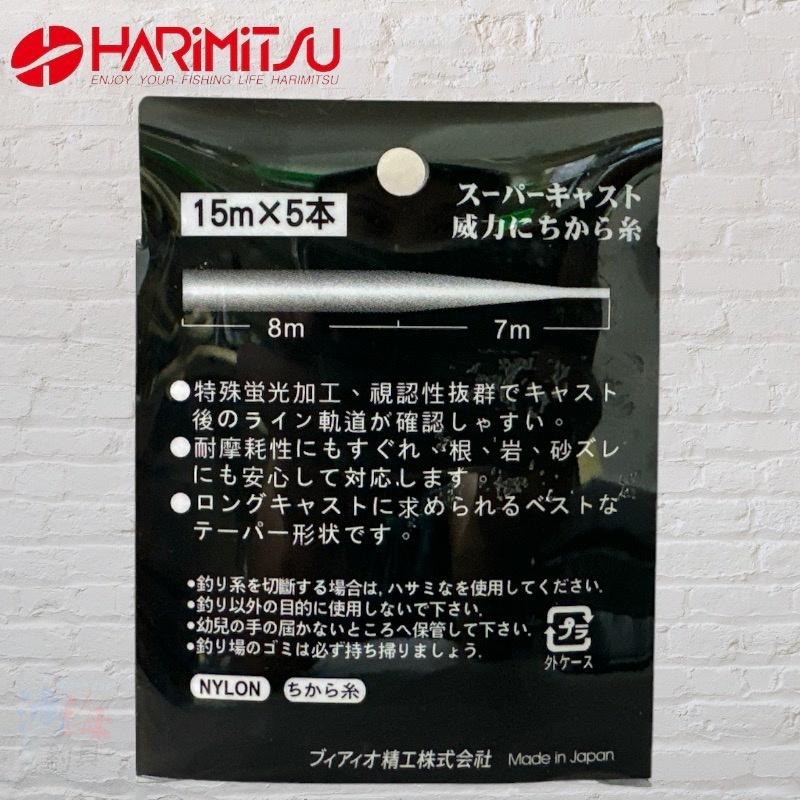 HARiMiTSU
ENJOY YOUR FISHING LIFE HARIMITSU
15m×5本
スーパーキャスト
威力にちから糸
8m
7m
●特殊蛍光加工、視認性抜群でキャスト
後のライン軌道が確認しゃすい。
●耐摩耗性にもすぐれ、根、岩、砂ズレ
にも安心して対応します。
●ロングキャストに求められるベストな
テーパー形状です。
•釣り系を切斷する場合は,ハサミなを使用してください.
•釣り以外の目的に使用しないで下さい.
•幼兒の手の屆かないところへ保管して下さい.
•釣り場のゴミは必ず持ち掃りましょう.
プラ
外ケース
NYLON
ちから糸
ブィアィオ精工株式会社 Made in Japan